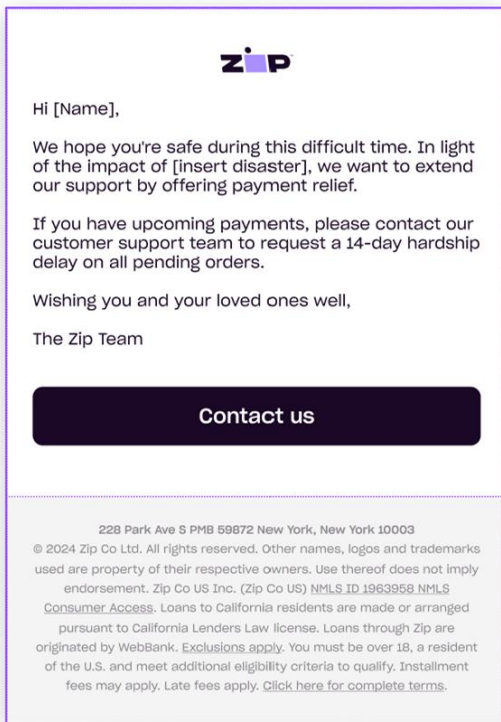 ZIP
Hi [Name],
We hope you're safe during this difficult time. In light
of the impact of [insert disaster], we want to extend
our support by offering payment relief.
If you have upcoming payments, please contact our
customer support team to request a 14-day hardship
delay on all pending orders.
Wishing you and your loved ones well,
The Zip Team
Contact us
228 Park Ave S PMB 59872 New York, New York 10003
© 2024 Zip Co Ltd. All rights reserved. Other names, logos and trademarks
used are property of their respective owners. Use thereof does not imply
endorsement. Zip Co US Inc. (Zip Co US) NMLS ID 1963958 NMLS
Consumer Access. Loans to California residents are made or arranged
pursuant to California Lenders Law license. Loans through Zip are
originated by WebBank. Exclusions apply. You must be over 18, a resident
of the U.S. and meet additional eligibility criteria to qualify. Installment
fees may apply. Late fees apply. Click here for complete terms.